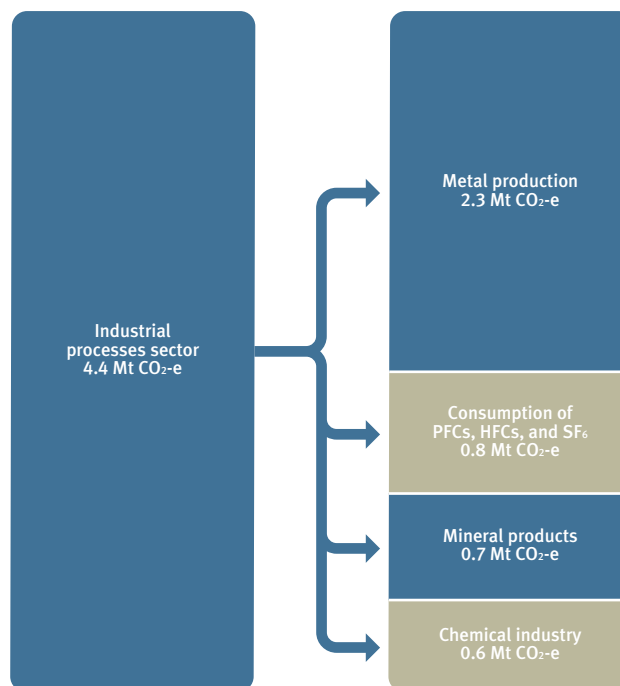 Industrial
processes sector
4.4 Mt CO₂-e
Metal production
2.3 Mt CO₂-e
Consumption of
PFCs, HFCs, and SF₆
0.8 Mt CO₂-e
Mineral products
0.7 Mt CO₂-e
Chemical industry
0.6 Mt CO₂-e